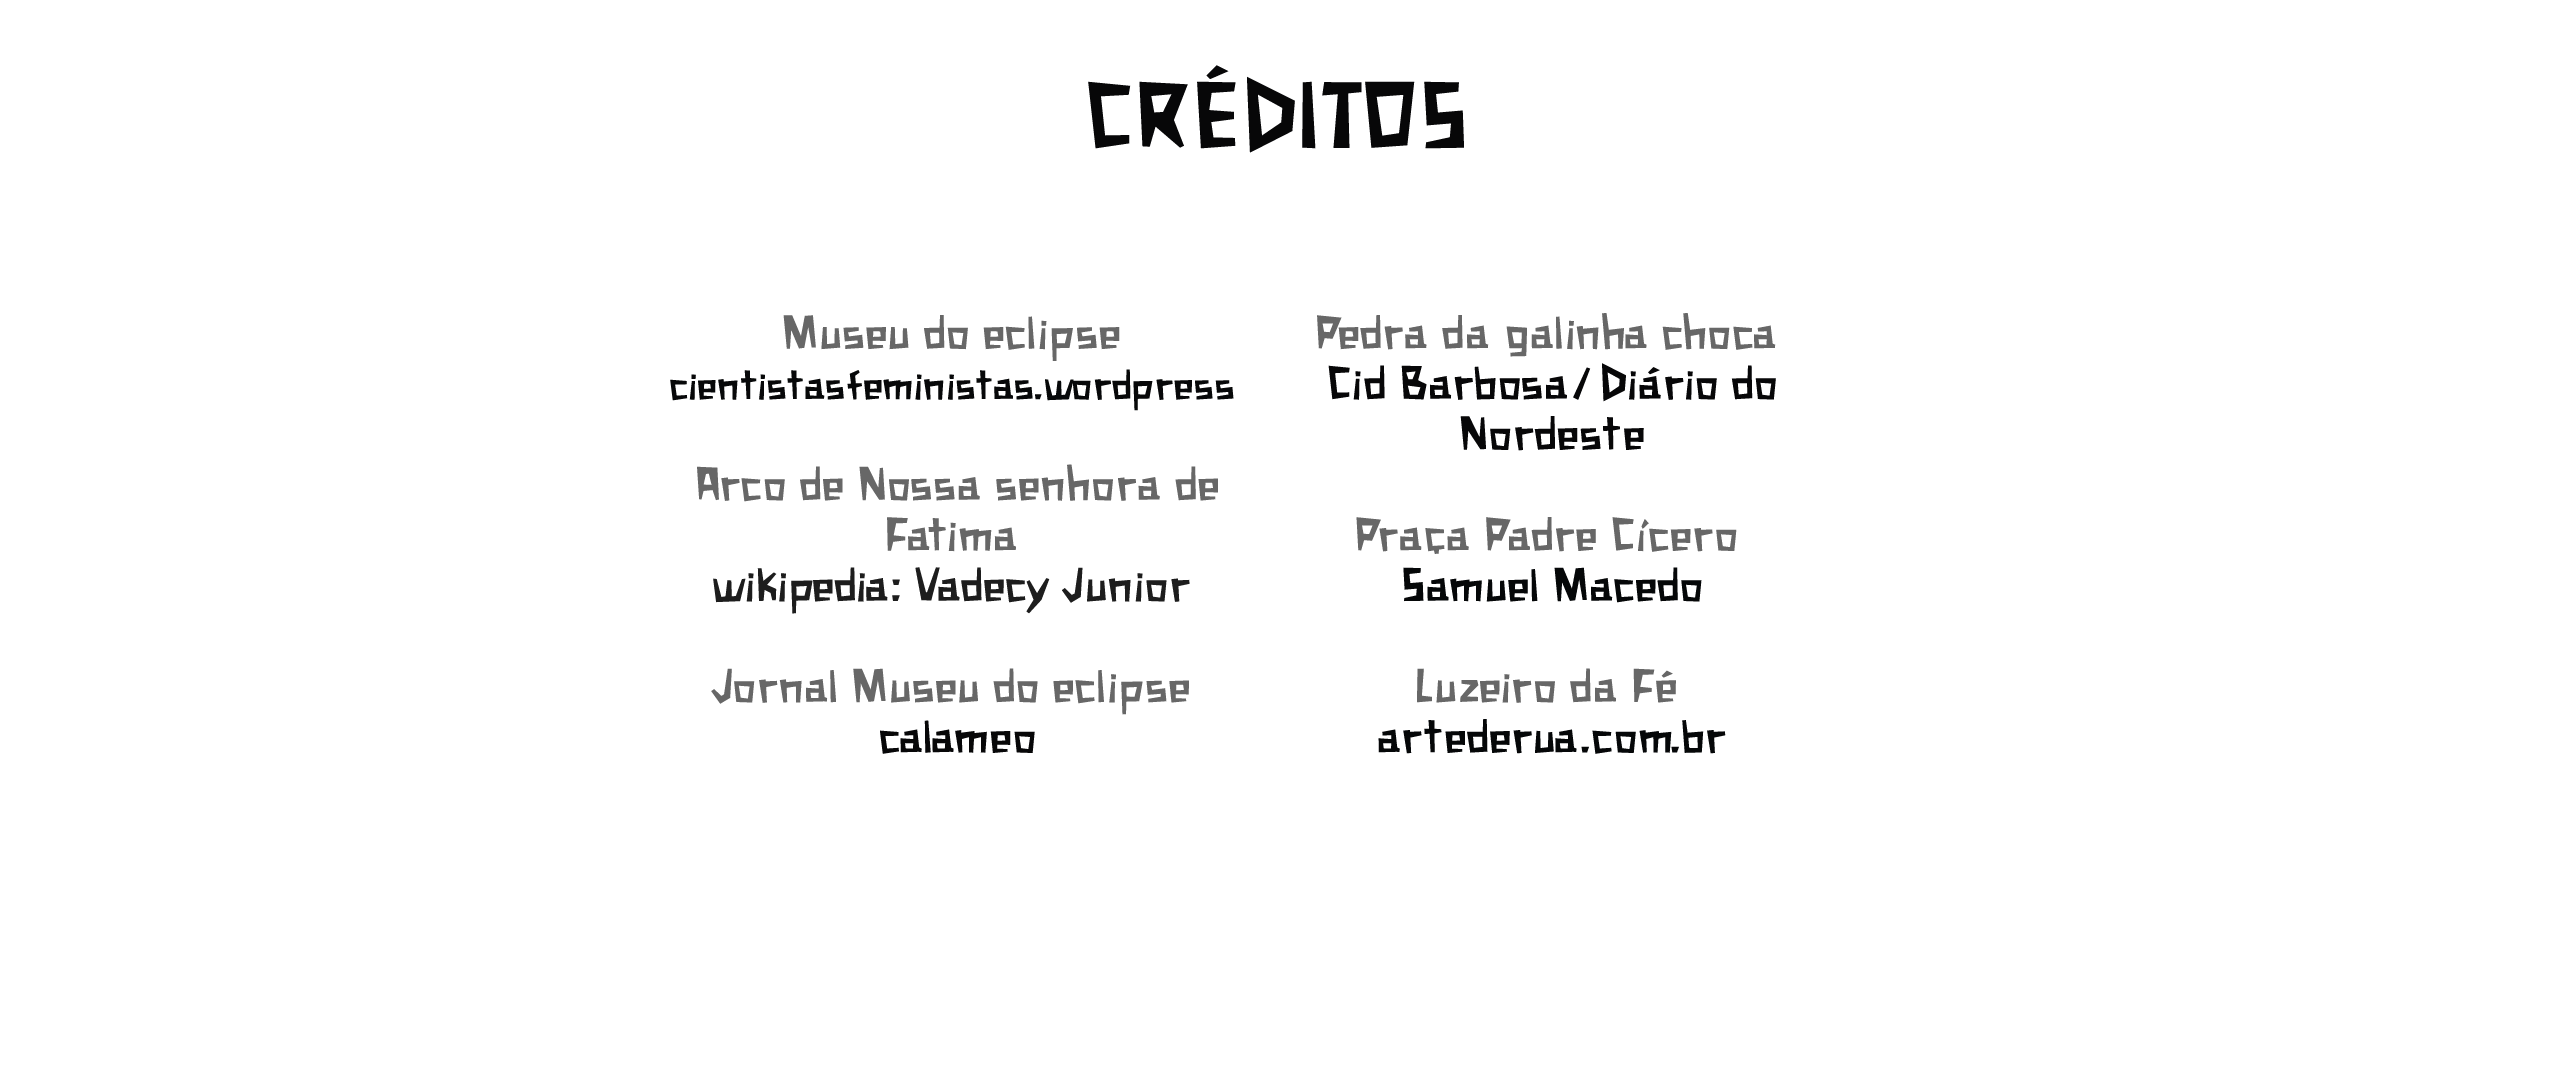 CRÉDITOS
Museu do eclipse
cientistasfeministas.wordpress
Arco de Nossa senhora de
Fatima
wikipedia: Vadecy Junior
Jornal Museu do eclipse
calameo
Pedra da galinha choca
Cid Barbosa/Diário do
Nordeste
Praça Padre Cícero
Samuel Macedo
Luzeiro da Fé
artederua.com.br